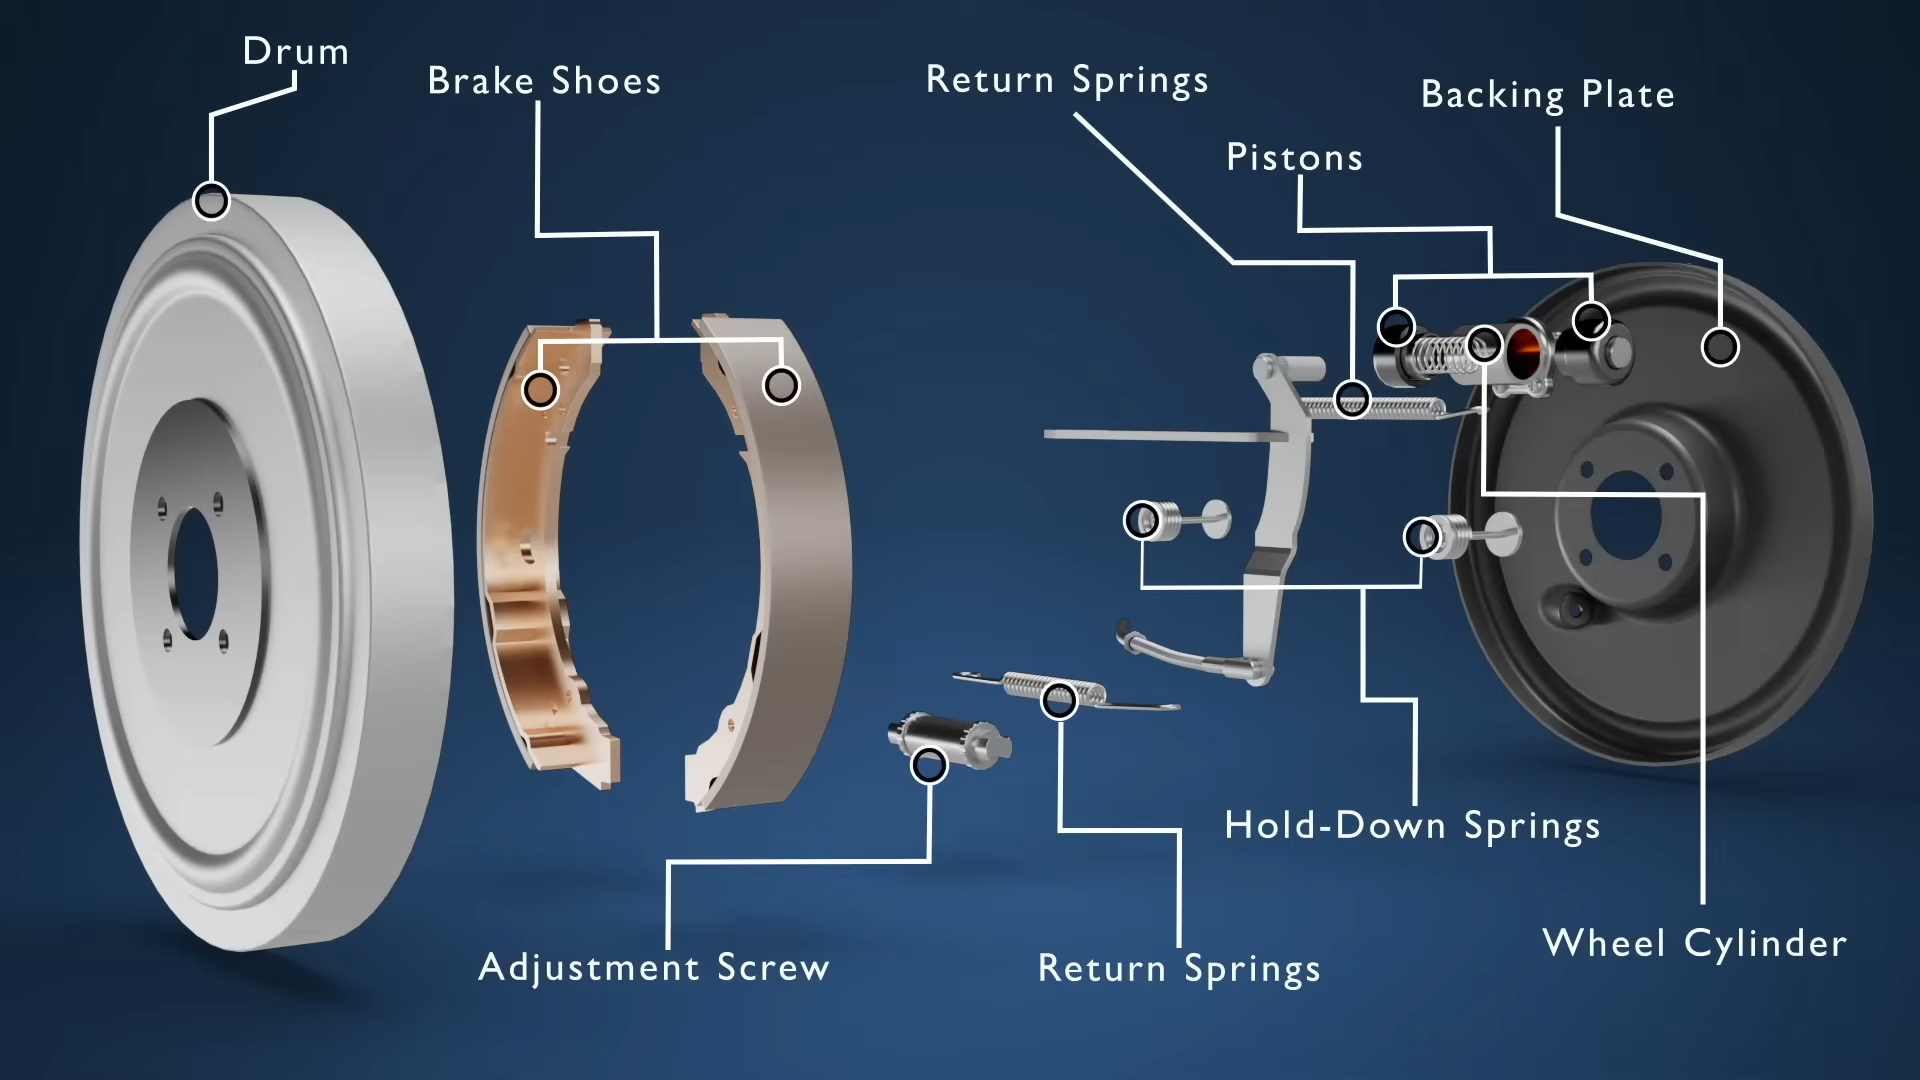 Drum
Brake Shoes
Return Springs
Backing Plate
Pistons
Hold-Down Springs
Wheel Cylinder
Adjustment Screw
Return Springs